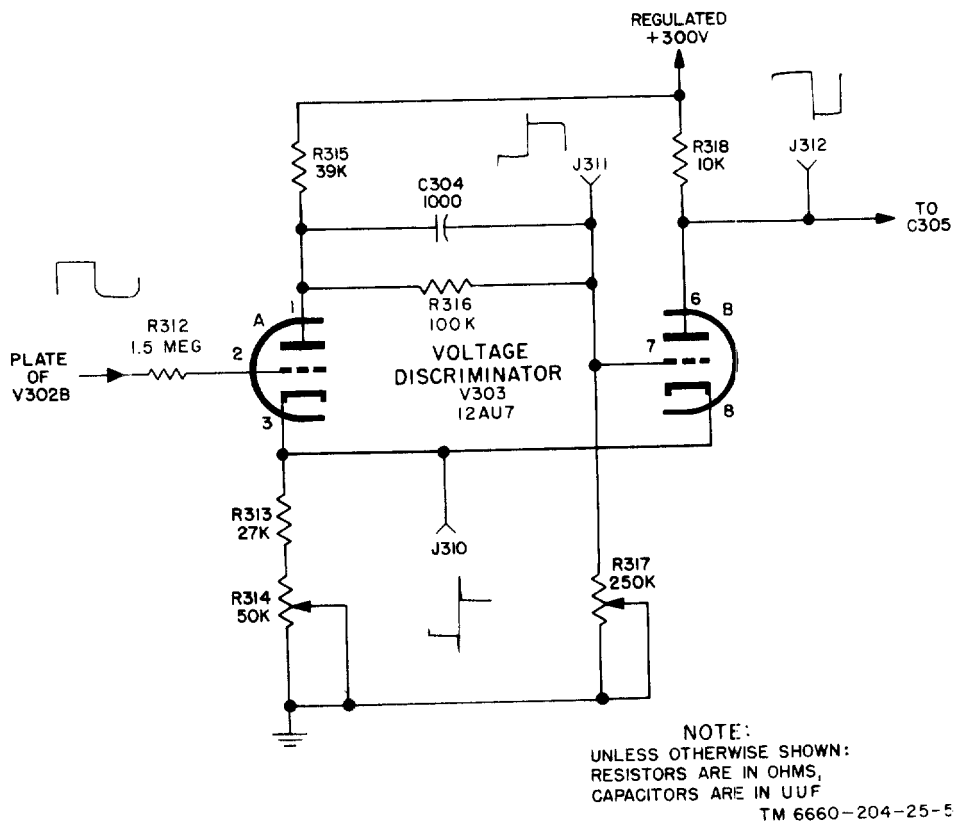 REGULATED
+300V
R315
39K
C304
1000
J311
R318
10K
J312
TO
C305
R312
1.5 MEG
A
1
2
3
R316
100K
VOLTAGE
DISCRIMINATOR
V303
12AU7
6
B
7
8
PLATE
OF
V302B
R313
27K
J310
R314
50K
R317
250K
NOTE:
UNLESS OTHERWISE SHOWN:
RESISTORS ARE IN OHMS,
CAPACITORS ARE IN UUF
TM 6660-204-25-5